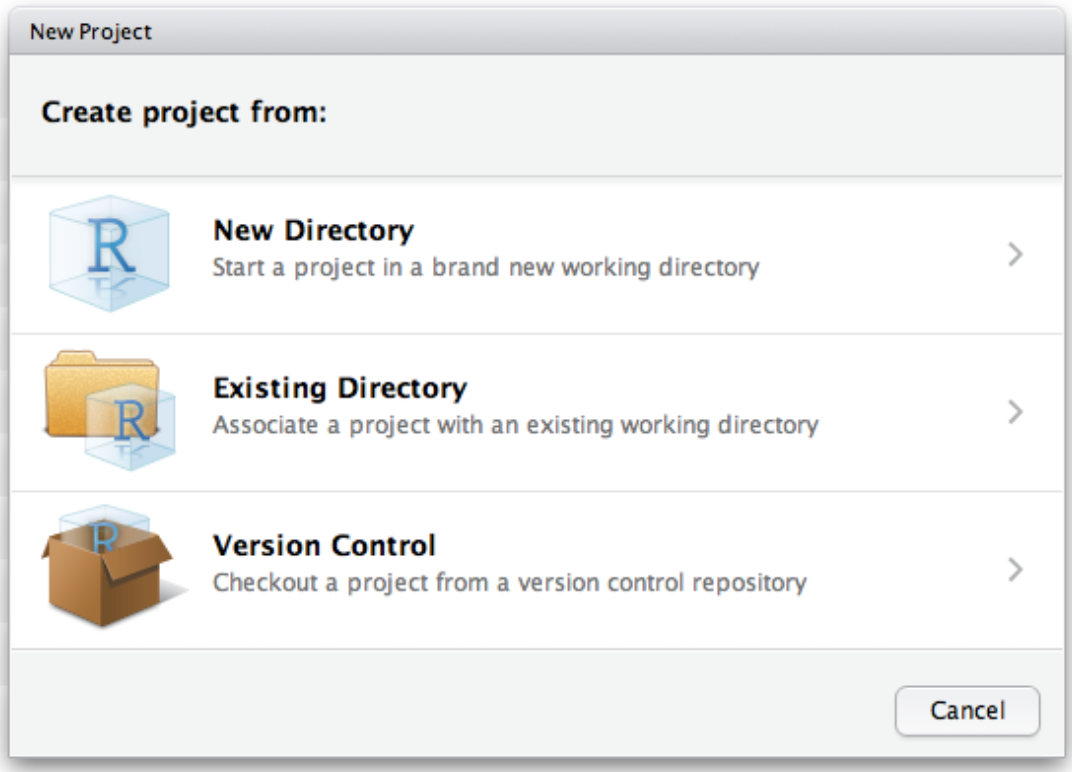 New Project
Create project from:
R
New Directory
Start a project in a brand new working directory
R
Existing Directory
Associate a project with an existing working directory
R
Version Control
Checkout a project from a version control repository
Cancel